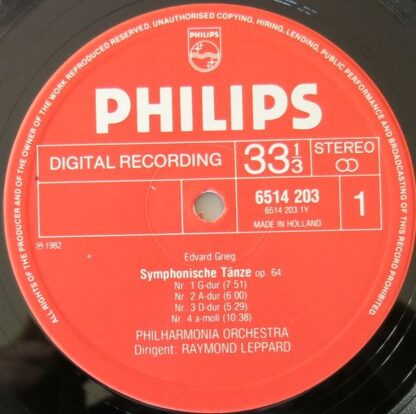 ALL RIGHTS OF THE PRODUCER AND OF THE OWNER OF THE WORK REPRODUCED RESERVED. UNAUTHORISED COPYING, HIRING, LENDING, PUBLIC PERFORMANCE AND BROADCASTING OF THIS RECORD PROHIBITED
PHILIPS
PHILIPS
DIGITAL RECORDING
33 1/3
STEREO
6514 203
6514 203.1Y
MADE IN HOLLAND
1
℗ 1982
Edvard Grieg
Symphonische Tänze op 64
Nr. 1 G-dur (7:51)
Nr. 2 A-dur (6:00)
Nr. 3 D-dur (5:29)
Nr. 4 a-moll (10:38)
PHILHARMONIA ORCHESTRA
Dirigent: RAYMOND LEPPARD